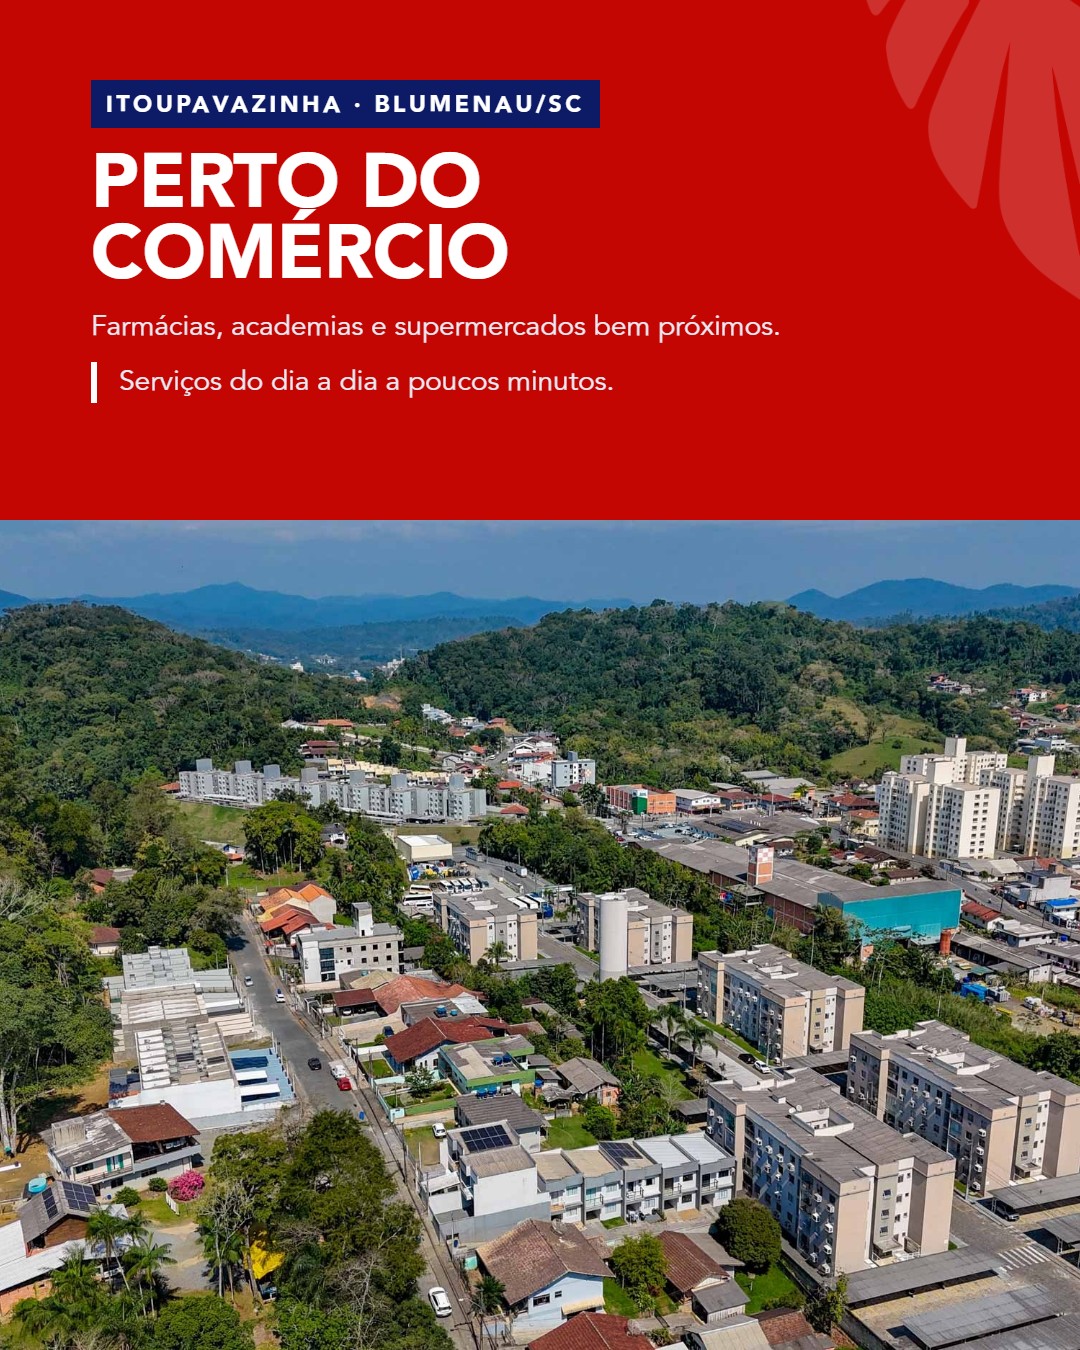 ITOUPAVAZINHA · BLUMENAU/SC
PERTO DO
COMÉRCIO
Farmácias, academias e supermercados bem próximos.
Serviços do dia a dia a poucos minutos.